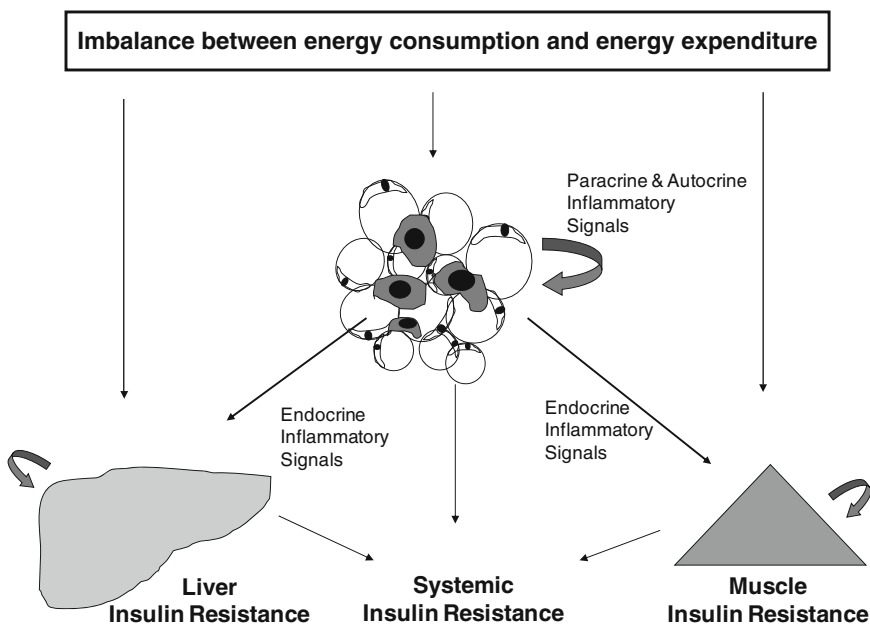 Imbalance between energy consumption and energy expenditure
Paracrine & Autocrine
Inflammatory
Signals
Endocrine
Inflammatory
Signals
Endocrine
Inflammatory
Signals
Liver
Insulin Resistance
Systemic
Insulin Resistance
Muscle
Insulin Resistance